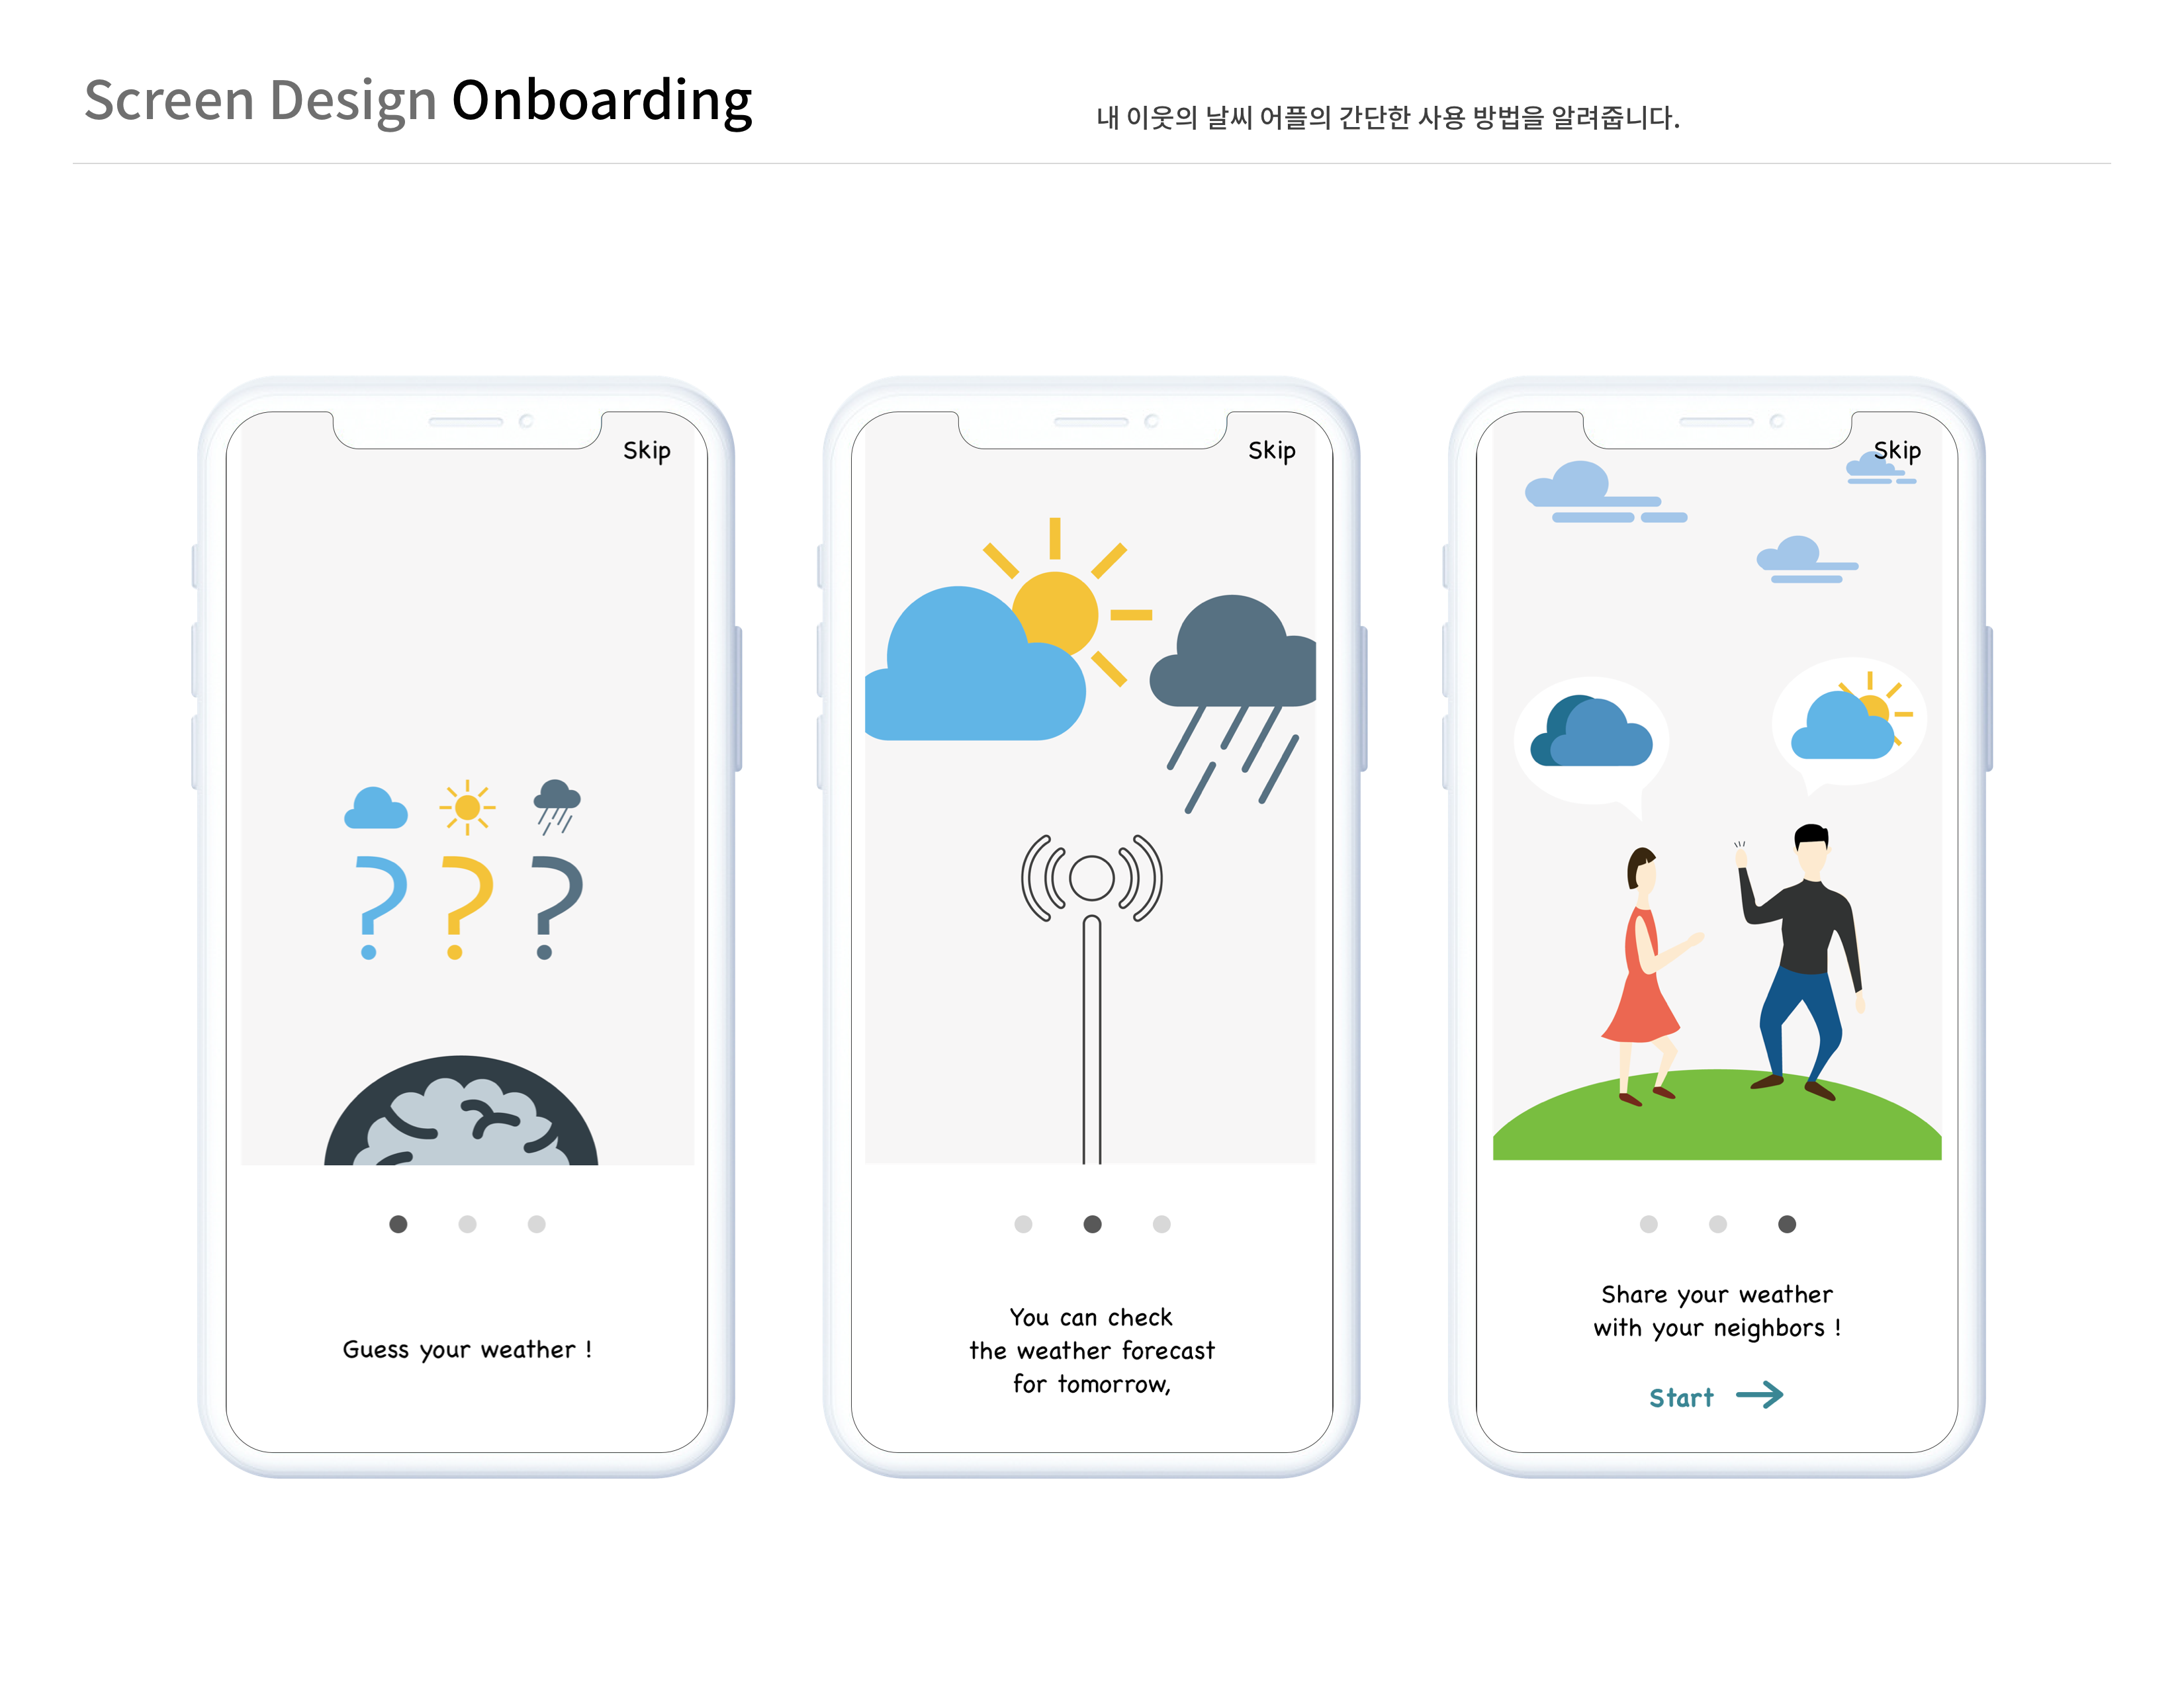 Screen Design Onboarding
내 이웃의 날씨 어플의 간단한 사용 방법을 알려줍니다.
Skip
? ? ?
Guess your weather !
Skip
You can check
the weather forecast
for tomorrow,
Skip
Share your weather
with your neighbors !
Start →